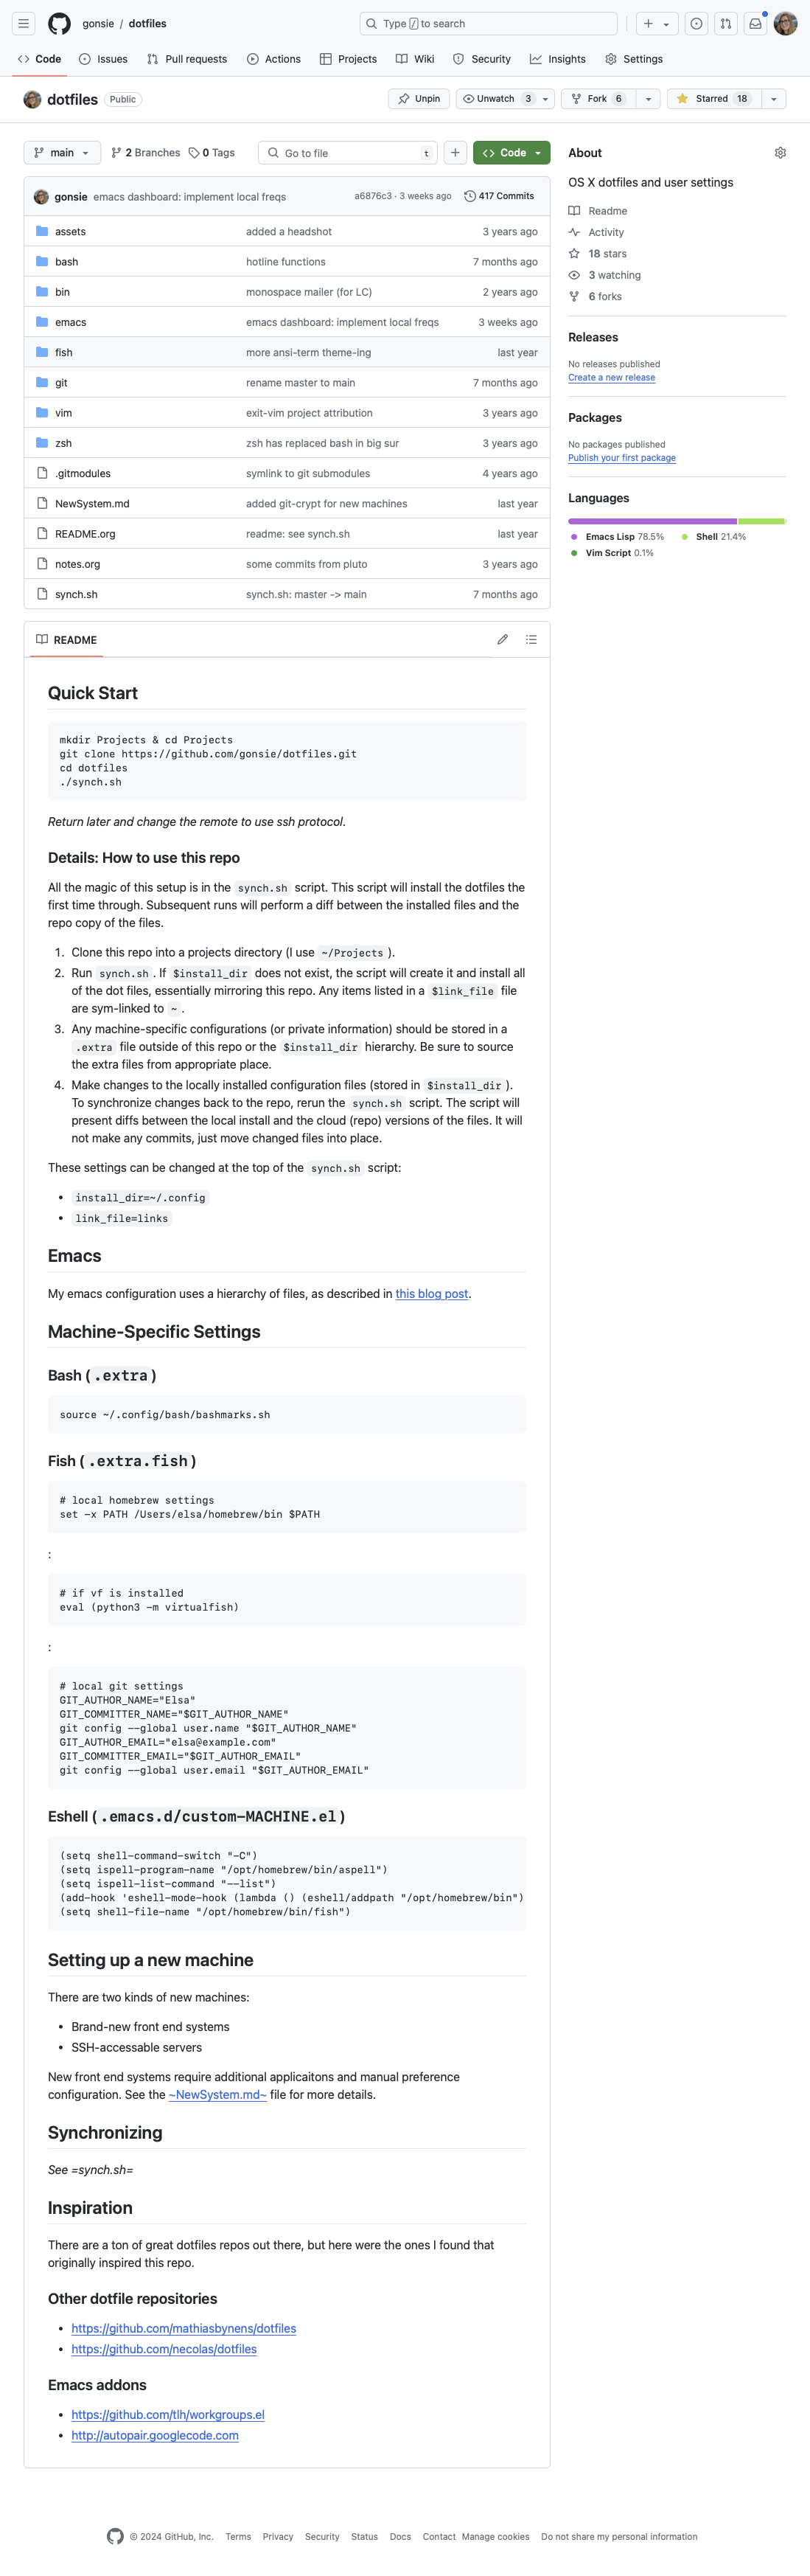 gonsie / dotfiles
Type / to search
Code Issues Pull requests Actions Projects Wiki Security Insights Settings
dotfiles Public
Unpin Unwatch 3 Fork 6 Starred 18
main 2 Branches 0 Tags Go to file t Code
gonsie emacs dashboard: implement local freqs a6876c3 · 3 weeks ago 417 Commits
assets added a headshot 3 years ago
bash hotline functions 7 months ago
bin monospace mailer (for LC) 2 years ago
emacs emacs dashboard: implement local freqs 3 weeks ago
fish more ansi-term theme-ing last year
git rename master to main 7 months ago
vim exit-vim project attribution 3 years ago
zsh zsh has replaced bash in big sur 3 years ago
.gitmodules symlink to git submodules 4 years ago
NewSystem.md added git-crypt for new machines last year
README.org readme: see synch.sh last year
notes.org some commits from pluto 3 years ago
synch.sh synch.sh: master -> main 7 months ago
About
OS X dotfiles and user settings
Readme
Activity
18 stars
3 watching
6 forks
Releases
No releases published
Create a new release
Packages
No packages published
Publish your first package
Languages
Emacs Lisp 78.5% Shell 21.4%
Vim Script 0.1%
README
Quick Start
mkdir Projects & cd Projects
git clone https://github.com/gonsie/dotfiles.git
cd dotfiles
./synch.sh
Return later and change the remote to use ssh protocol.
Details: How to use this repo
All the magic of this setup is in the synch.sh script. This script will install the dotfiles the
first time through. Subsequent runs will perform a diff between the installed files and the
repo copy of the files.
1. Clone this repo into a projects directory (I use ~/Projects ).
2. Run synch.sh . If $install_dir does not exist, the script will create it and install all
of the dot files, essentially mirroring this repo. Any items listed in a $link_file file
are sym-linked to ~ .
3. Any machine-specific configurations (or private information) should be stored in a
.extra file outside of this repo or the $install_dir hierarchy. Be sure to source
the extra files from appropriate place.
4. Make changes to the locally installed configuration files (stored in $install_dir ).
To synchronize changes back to the repo, rerun the synch.sh script. The script will
present diffs between the local install and the cloud (repo) versions of the files. It will
not make any commits, just move changed files into place.
These settings can be changed at the top of the synch.sh script:
• install_dir=~/.config
• link_file=links
Emacs
My emacs configuration uses a hierarchy of files, as described in this blog post.
Machine-Specific Settings
Bash ( .extra )
source ~/.config/bash/bashmarks.sh
Fish ( .extra.fish )
# local homebrew settings
set -x PATH /Users/elsa/homebrew/bin $PATH
:
# if vf is installed
eval (python3 -m virtualfish)
:
# local git settings
GIT_AUTHOR_NAME="Elsa"
GIT_COMMITTER_NAME="$GIT_AUTHOR_NAME"
git config --global user.name "$GIT_AUTHOR_NAME"
GIT_AUTHOR_EMAIL="elsa@example.com"
GIT_COMMITTER_EMAIL="$GIT_AUTHOR_EMAIL"
git config --global user.email "$GIT_AUTHOR_EMAIL"
Eshell ( .emacs.d/custom-MACHINE.el )
(setq shell-command-switch "-C")
(setq ispell-program-name "/opt/homebrew/bin/aspell")
(setq ispell-list-command "--list")
(add-hook 'eshell-mode-hook (lambda () (eshell/addpath "/opt/homebrew/bin")
(setq shell-file-name "/opt/homebrew/bin/fish")
Setting up a new machine
There are two kinds of new machines:
• Brand-new front end systems
• SSH-accessable servers
New front end systems require additional applicaitons and manual preference
configuration. See the ~NewSystem.md~ file for more details.
Synchronizing
See =synch.sh=
Inspiration
There are a ton of great dotfiles repos out there, but here were the ones I found that
originally inspired this repo.
Other dotfile repositories
• https://github.com/mathiasbynens/dotfiles
• https://github.com/necolas/dotfiles
Emacs addons
• https://github.com/tlh/workgroups.el
• http://autopair.googlecode.com
© 2024 GitHub, Inc. Terms Privacy Security Status Docs Contact Manage cookies Do not share my personal information